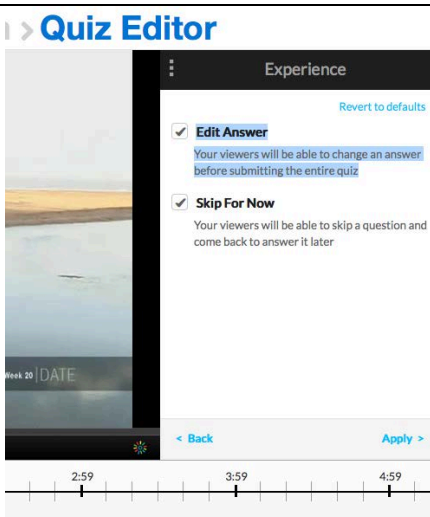 > Quiz Editor
Experience
Revert to defaults
Edit Answer
Your viewers will be able to change an answer
before submitting the entire quiz
Skip For Now
Your viewers will be able to skip a question and
come back to answer it later
Week 20 | DATE
< Back
Apply >
2:59
3:59
4:59